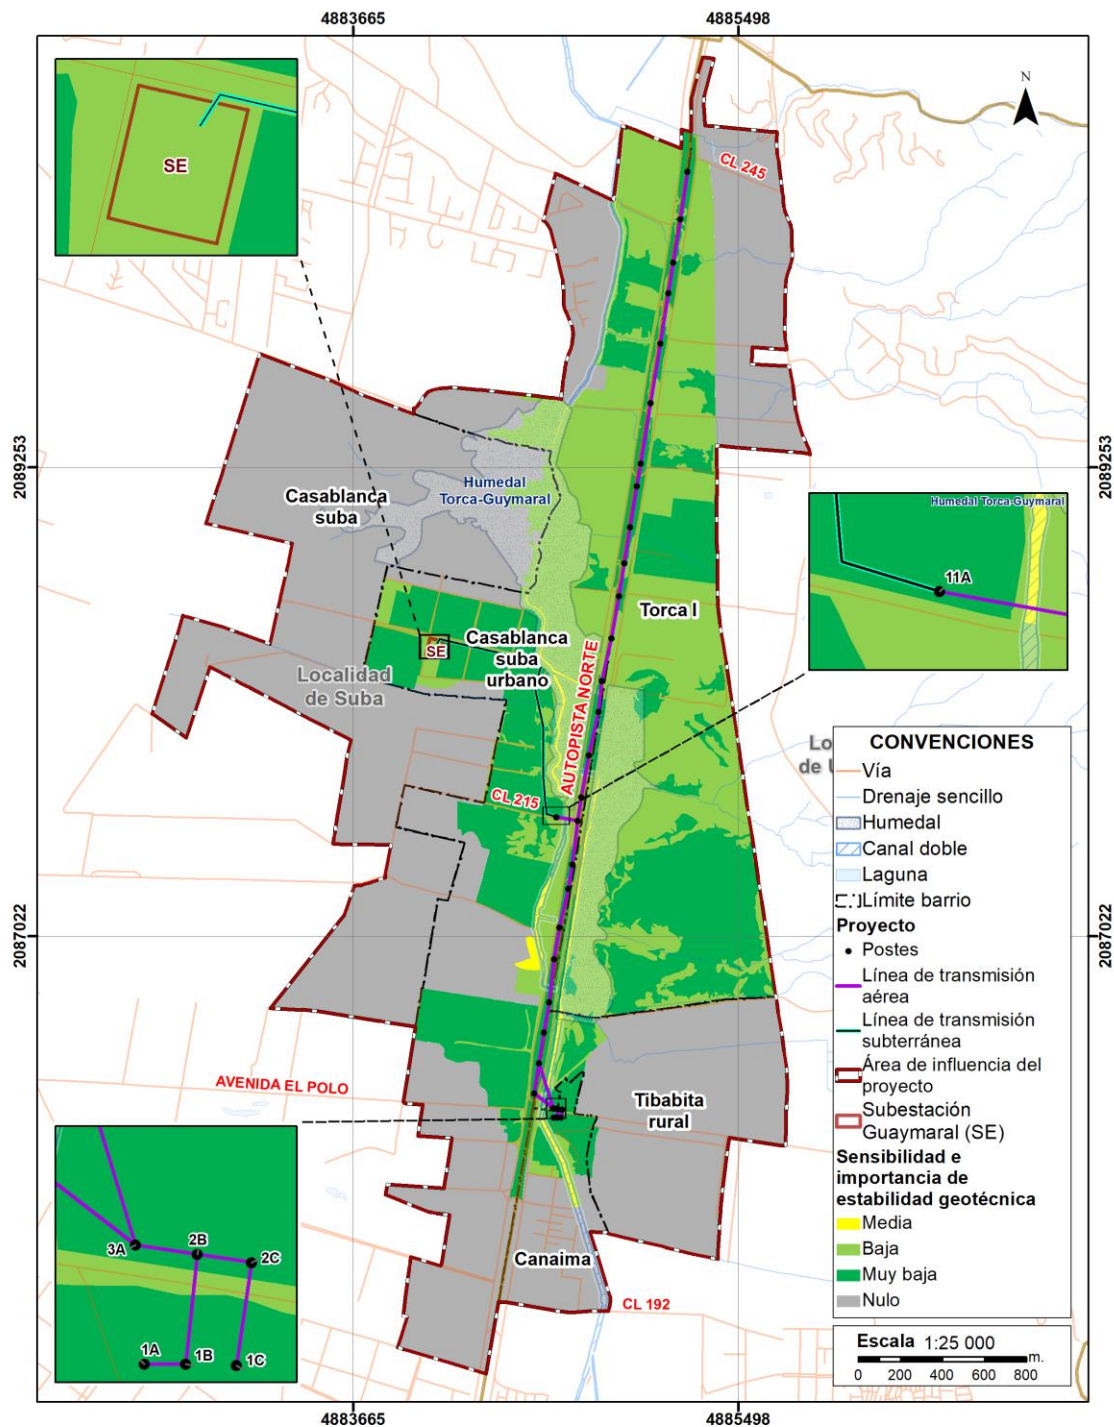 4883665
4885498
N
SE
CL 245
2089253
2089253
Humedal
Torca-Guymaral
Casablanca
suba
Humedal Torca-Guymaral
11A
Torca I
SE
Casablanca
suba
urbano
Localidad
de Suba
AUTOPISTA NORTE
CL 215
Lo
de U
CONVENCIONES
Vía
Drenaje sencillo
Humedal
Canal doble
Laguna
Límite barrio
Proyecto
Postes
Línea de transmisión
aérea
Línea de transmisión
subterránea
Área de influencia del
proyecto
Subestación
Guaymaral (SE)
Sensibilidad e
importancia de
estabilidad geotécnica
Media
Baja
Muy baja
Nulo
2087022
2087022
AVENIDA EL POLO
Tibabita
rural
3A
2B
2C
1A
1B
1C
Canaima
CL 192
Escala 1:25 000
m.
0 200 400 600 800
4883665
4885498